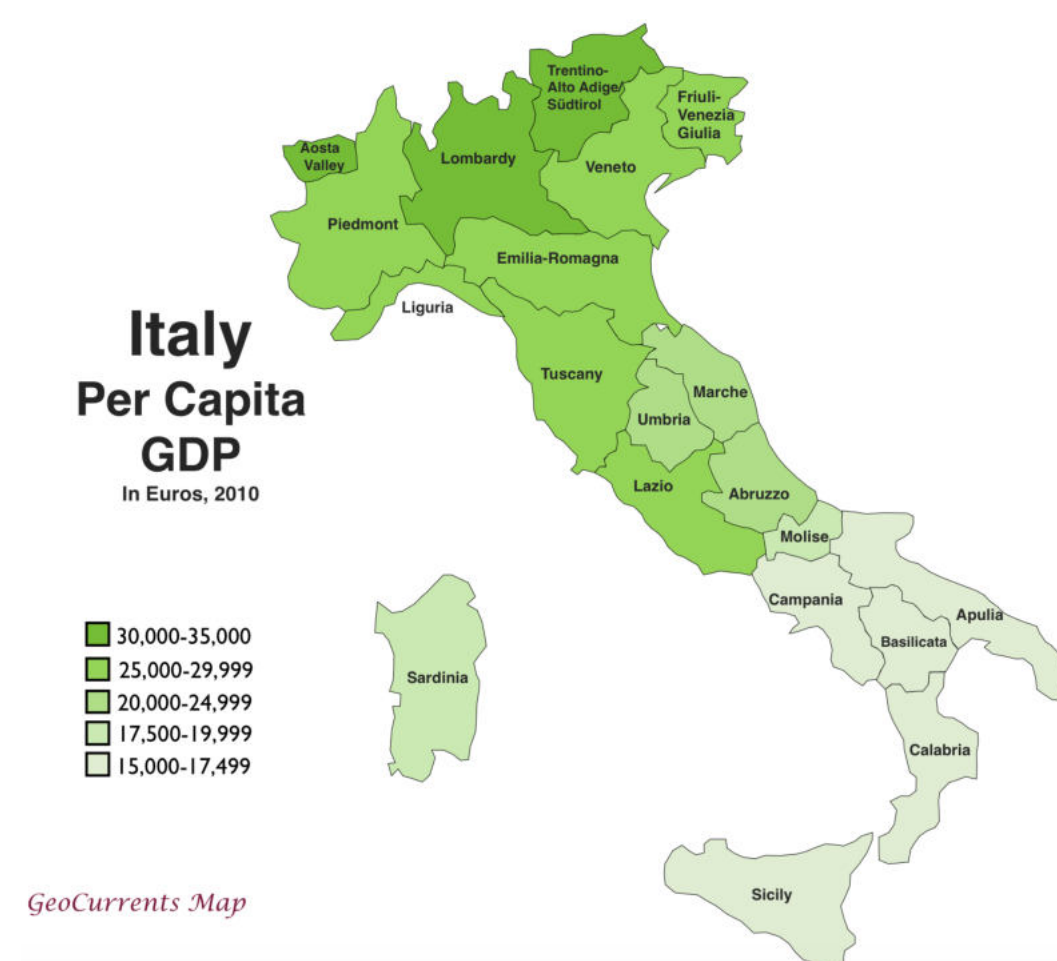 Trentino-
Alto Adige/
Südtirol
Friuli-
Venezia
Giulia
Aosta
Valley
Lombardy
Veneto
Piedmont
Emilia-Romagna
Liguria
Italy
Per Capita
GDP
In Euros, 2010
Tuscany
Marche
Umbria
Lazio
Abruzzo
Molise
Campania
Apulia
Basilicata
Sardinia
Calabria
Sicily
30,000-35,000
25,000-29,999
20,000-24,999
17,500-19,999
15,000-17,499
GeoCurrents Map